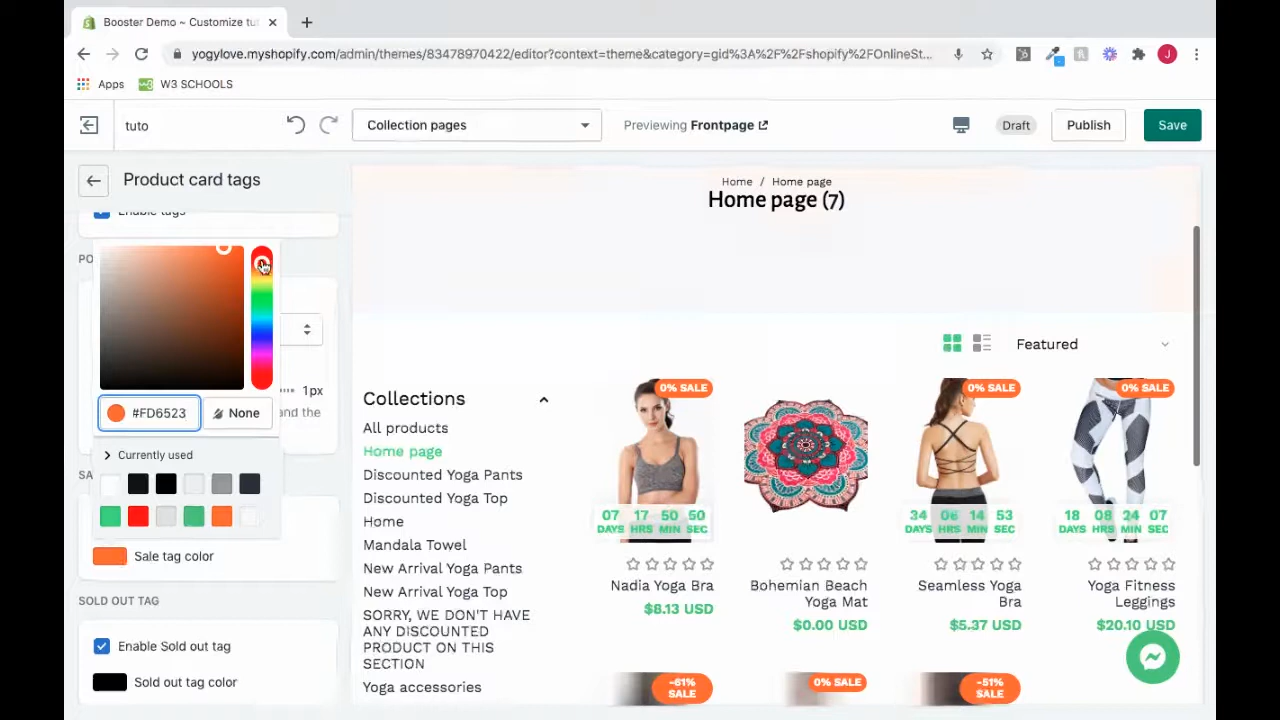 Booster Demo ~ Customize tut
yogylove.myshopify.com/admin/themes/83478970422/editor?context=theme&category=gid%3A%2F%2Fshopify%2FOnlineSt...
J
Apps
W3 SCHOOLS
tuto
Collection pages
Previewing Frontpage
Draft
Publish
Save
Product card tags
Enable tags
PO
1px
and the
#FD6523
None
Currently used
SA
Sale tag color
SOLD OUT TAG
Enable Sold out tag
Sold out tag color
Home / Home page
Home page (7)
Featured
Collections
All products
Home page
Discounted Yoga Pants
Discounted Yoga Top
Home
Mandala Towel
New Arrival Yoga Pants
New Arrival Yoga Top
SORRY, WE DON'T HAVE
ANY DISCOUNTED
PRODUCT ON THIS
SECTION
Yoga accessories
0% SALE
07 17 50 50
DAYS HRS MIN SEC
Nadia Yoga Bra
$8.13 USD
Bohemian Beach
Yoga Mat
$0.00 USD
0% SALE
34 06 14 53
DAYS HRS MIN SEC
Seamless Yoga
Bra
$5.37 USD
0% SALE
18 08 24 07
DAYS HRS MIN SEC
Yoga Fitness
Leggings
$20.10 USD
-61%
SALE
0% SALE
-51%
SALE